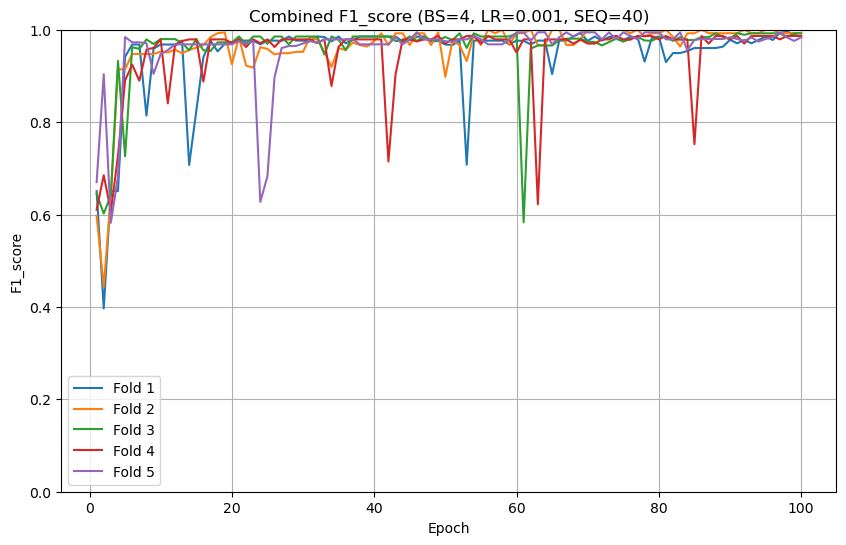 Combined F1_score (BS=4, LR=0.001, SEQ=40)
F1_score
1.0
0.8
0.6
0.4
0.2
0.0
Fold 1
Fold 2
Fold 3
Fold 4
Fold 5
0 20 40 60 80 100
Epoch